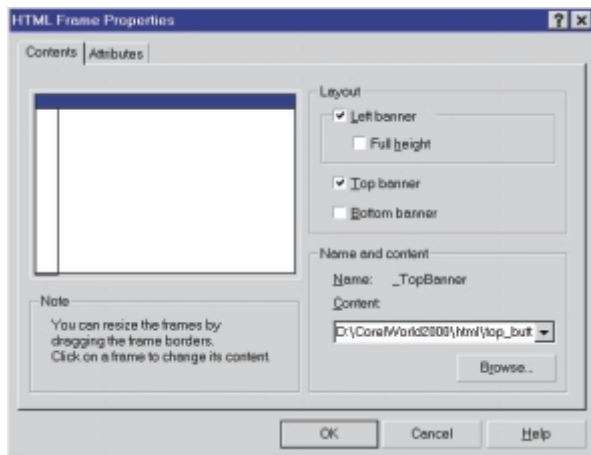 HTML Frame Properties
Contents
Attributes
Layout
Left banner
Full height
Top banner
Bottom banner
Name and content
Name: _TopBanner
Content:
D:\CorelWorld2000\html\top_butt
Browse...
Note
You can resize the frames by
dragging the frame borders.
Click on a frame to change its content.
OK
Cancel
Help